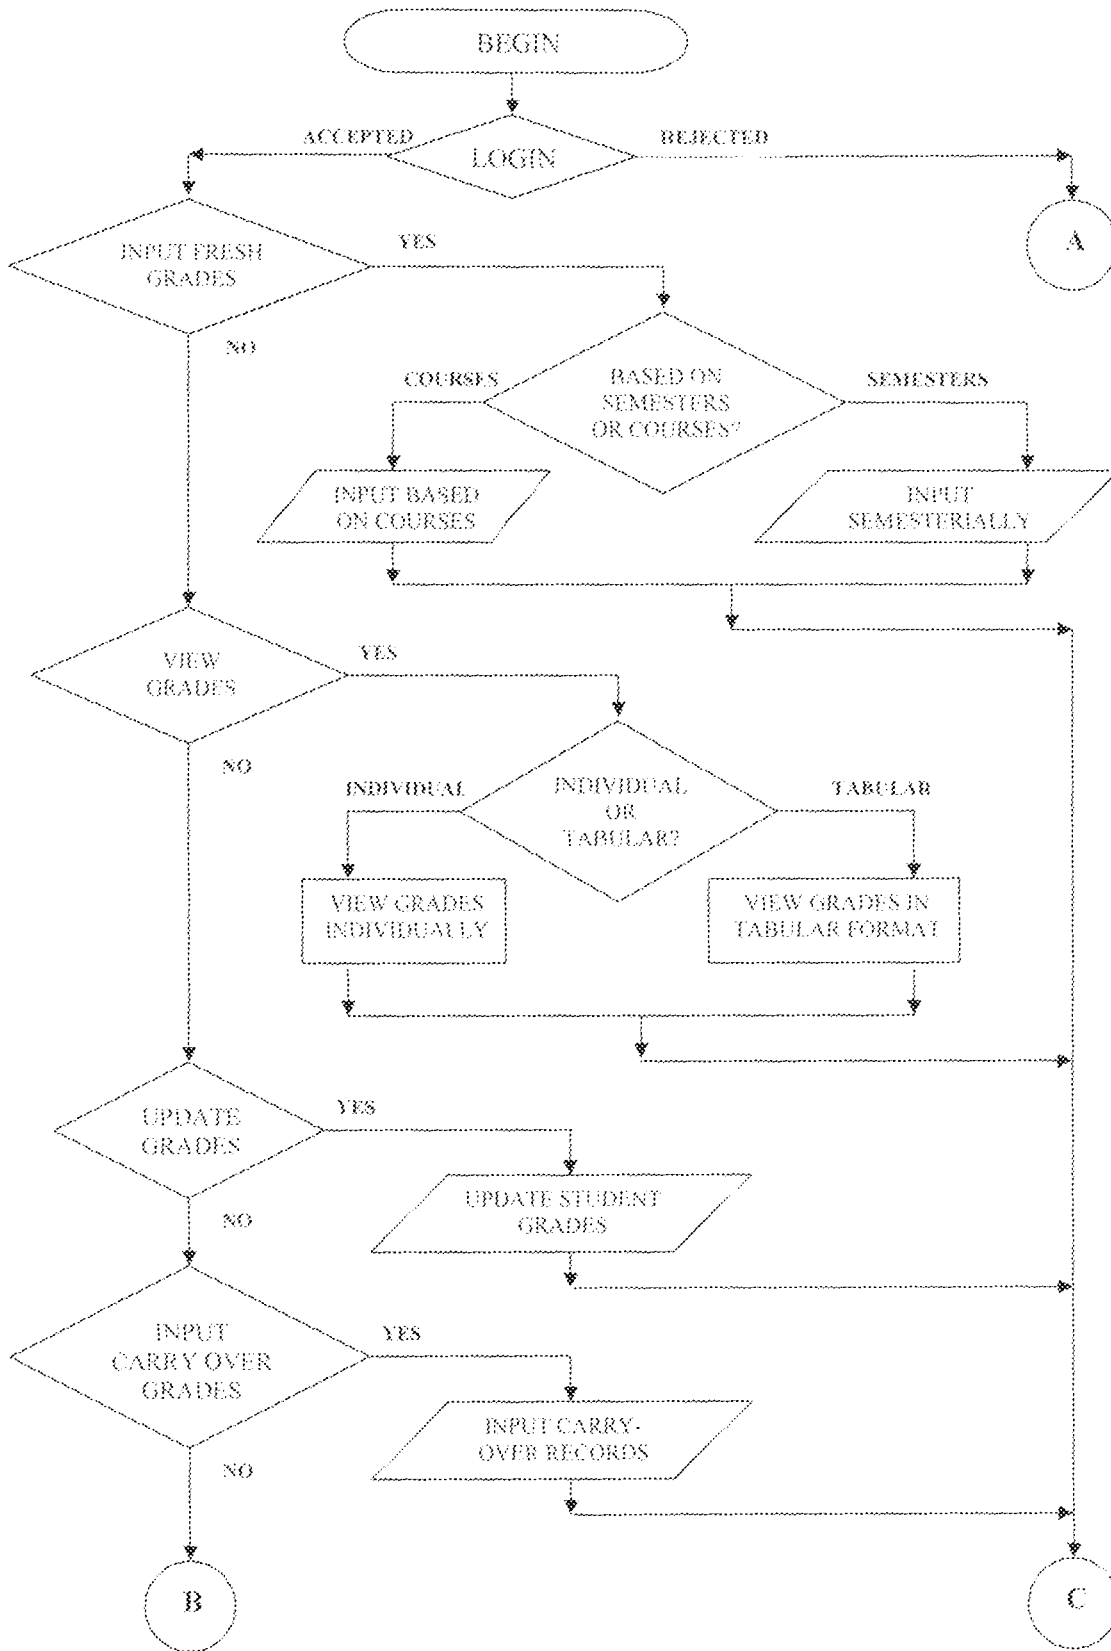 BEGIN
ACCEPTED
LOGIN
REJECTED
A
INPUT FRESH
GRADES
YES
NO
COURSES
BASED ON
SEMESTERS
OR COURSES?
SEMESTERS
INPUT BASED
ON COURSES
INPUT
SEMESTERIALLY
VIEW
GRADES
YES
NO
INDIVIDUAL
INDIVIDUAL
OR
TABULAR?
TABULAR
VIEW GRADES
INDIVIDUALLY
VIEW GRADES IN
TABULAR FORMAT
UPDATE
GRADES
YES
NO
UPDATE STUDENT
GRADES
INPUT
CARRY OVER
GRADES
YES
NO
INPUT CARRY-
OVER RECORDS
B
C